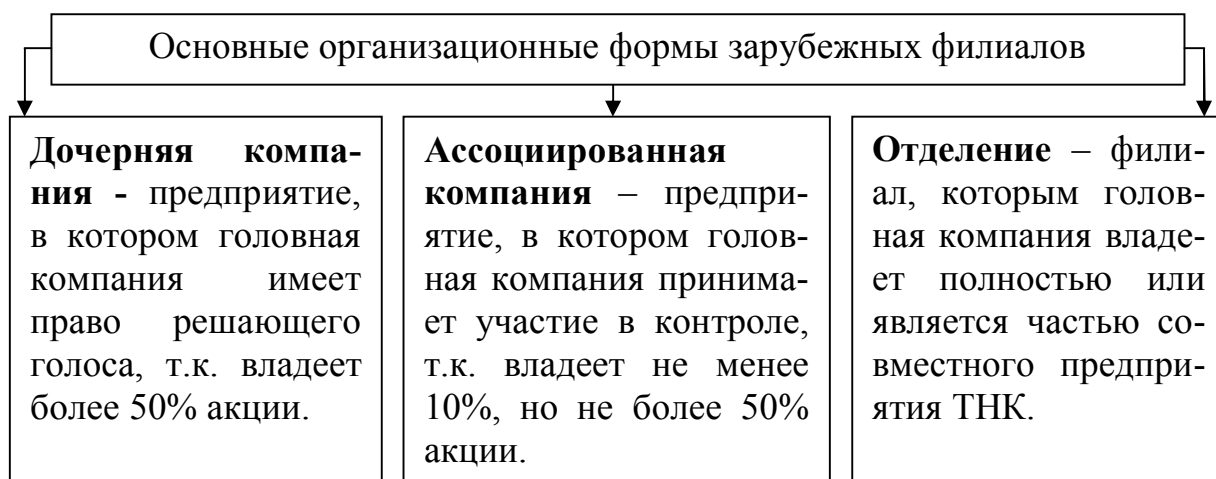 Основные организационные формы зарубежных филиалов
Дочерняя компа-
ния - предприятие,
в котором головная
компания имеет
право решающего
голоса, т.к. владеет
более 50% акции.
Ассоциированная
компания – предпри-
ятие, в котором голов-
ная компания принима-
ет участие в контроле,
т.к. владеет не менее
10%, но не более 50%
акции.
Отделение – фили-
ал, которым голов-
ная компания владе-
ет полностью или
является частью со-
вместного предпри-
ятия ТНК.